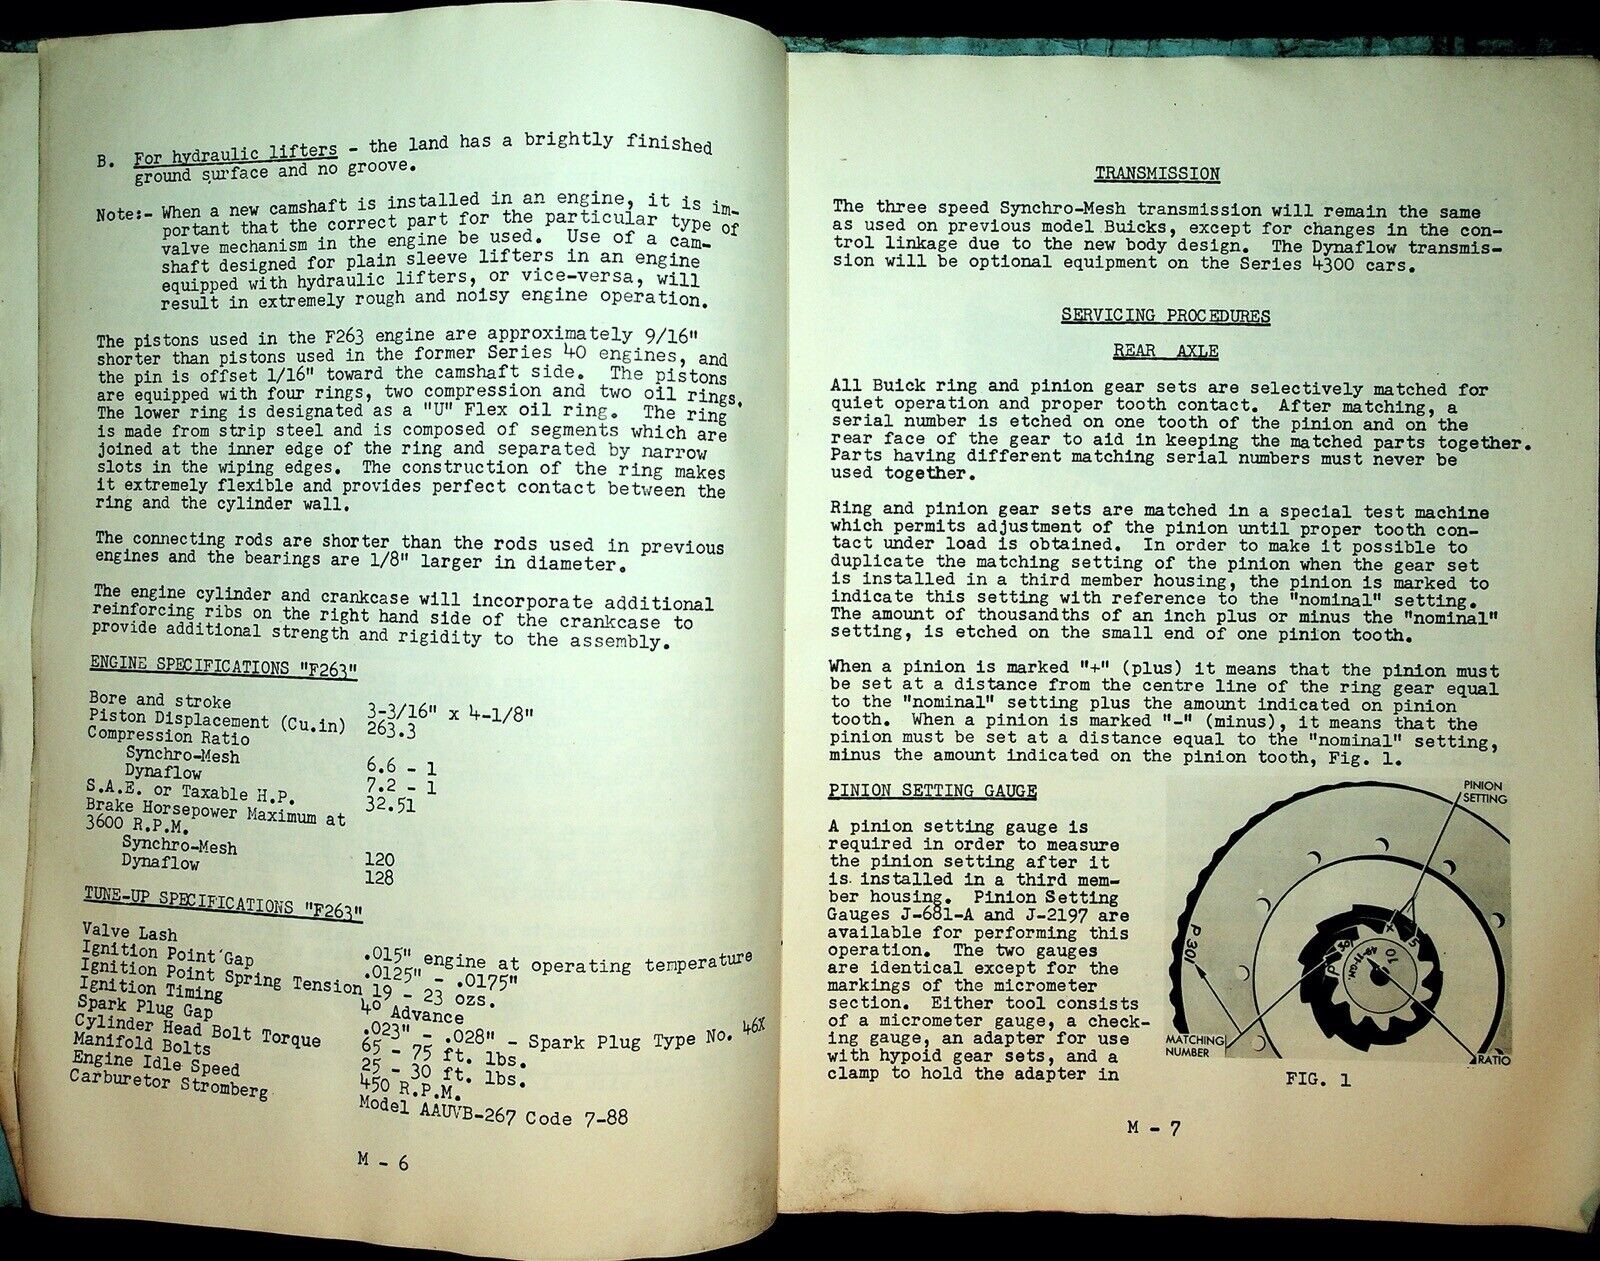 B. For hydraulic lifters - the land has a brightly finished
ground surface and no groove.
Note:- When a new camshaft is installed in an engine, it is im-
portant that the correct part for the particular type of
valve mechanism in the engine be used. Use of a cam-
shaft designed for plain sleeve lifters in an engine
equipped with hydraulic lifters, or vice-versa, will
result in extremely rough and noisy engine operation.
The pistons used in the F263 engine are approximately 9/16"
shorter than pistons used in the former Series 40 engines, and
the pin is offset 1/16" toward the camshaft side. The pistons
are equipped with four rings, two compression and two oil rings.
The lower ring is designated as a "U" Flex oil ring. The ring
is made from strip steel and is composed of segments which are
joined at the inner edge of the ring and separated by narrow
slots in the wiping edges. The construction of the ring makes
it extremely flexible and provides perfect contact between the
ring and the cylinder wall.
The connecting rods are shorter than the rods used in previous
engines and the bearings are 1/8" larger in diameter.
The engine cylinder and crankcase will incorporate additional
reinforcing ribs on the right hand side of the crankcase to
provide additional strength and rigidity to the assembly.
ENGINE SPECIFICATIONS "F263"
Bore and stroke 3-3/16" x 4-1/8"
Piston Displacement (Cu.in) 263.3
Compression Ratio
Synchro-Mesh 6.6 - 1
Dynaflow 7.2 - 1
S.A.E. or Taxable H.P. 32.51
Brake Horsepower Maximum at
3600 R.P.M.
Synchro-Mesh 120
Dynaflow 128
TUNE-UP SPECIFICATIONS "F263"
Valve Lash .015" engine at operating temperature
Ignition Point Gap .0125" - .0175"
Ignition Point Spring Tension 19 - 23 ozs.
Ignition Timing 4° Advance
Spark Plug Gap .023" - .028" - Spark Plug Type No. 46X
Cylinder Head Bolt Torque 65 - 75 ft. lbs.
Manifold Bolts 25 - 30 ft. lbs.
Engine Idle Speed 450 R.P.M.
Carburetor Stromberg Model AAUVB-267 Code 7-88
M - 6
TRANSMISSION
The three speed Synchro-Mesh transmission will remain the same
as used on previous model Buicks, except for changes in the con-
trol linkage due to the new body design. The Dynaflow transmis-
sion will be optional equipment on the Series 4300 cars.
SERVICING PROCEDURES
REAR AXLE
All Buick ring and pinion gear sets are selectively matched for
quiet operation and proper tooth contact. After matching, a
serial number is etched on one tooth of the pinion and on the
rear face of the gear to aid in keeping the matched parts together.
Parts having different matching serial numbers must never be
used together.
Ring and pinion gear sets are matched in a special test machine
which permits adjustment of the pinion until proper tooth con-
tact under load is obtained. In order to make it possible to
duplicate the matching setting of the pinion when the gear set
is installed in a third member housing, the pinion is marked to
indicate this setting with reference to the "nominal" setting.
The amount of thousandths of an inch plus or minus the "nominal"
setting, is etched on the small end of one pinion tooth.
When a pinion is marked "+" (plus) it means that the pinion must
be set at a distance from the centre line of the ring gear equal
to the "nominal" setting plus the amount indicated on pinion
tooth. When a pinion is marked "-" (minus), it means that the
pinion must be set at a distance equal to the "nominal" setting,
minus the amount indicated on the pinion tooth, Fig. 1.
PINION SETTING GAUGE
A pinion setting gauge is
required in order to measure
the pinion setting after it
is installed in a third mem-
ber housing. Pinion Setting
Gauges J-681-A and J-2197 are
available for performing this
operation. The two gauges
are identical except for the
markings of the micrometer
section. Either tool consists
of a micrometer gauge, a check-
ing gauge, an adapter for use
with hypoid gear sets, and a
clamp to hold the adapter in
PINION
SETTING
P301
+ 5
10
MATCHING
NUMBER
RATIO
FIG. 1
M - 7